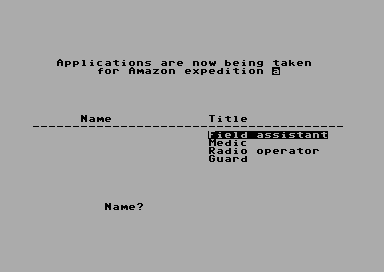 Applications are now being taken
for Amazon expedition a
Name Title
Field assistant
Medic
Radio operator
Guard
Name?